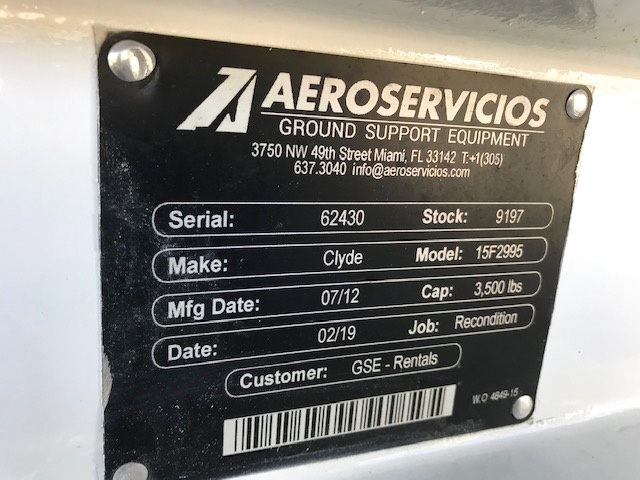 AEROSERVICIOS
GROUND SUPPORT EQUIPMENT
3750 NW 49th Street Miami, FL 33142 T:+1(305)
637.3040 info@aeroservicios.com
Serial: 62430 Stock: 9197
Make: Clyde Model: 15F2995
Mfg Date: 07/12 Cap: 3,500 lbs
Date: 02/19 Job: Recondition
Customer: GSE - Rentals
W.O 4849-15